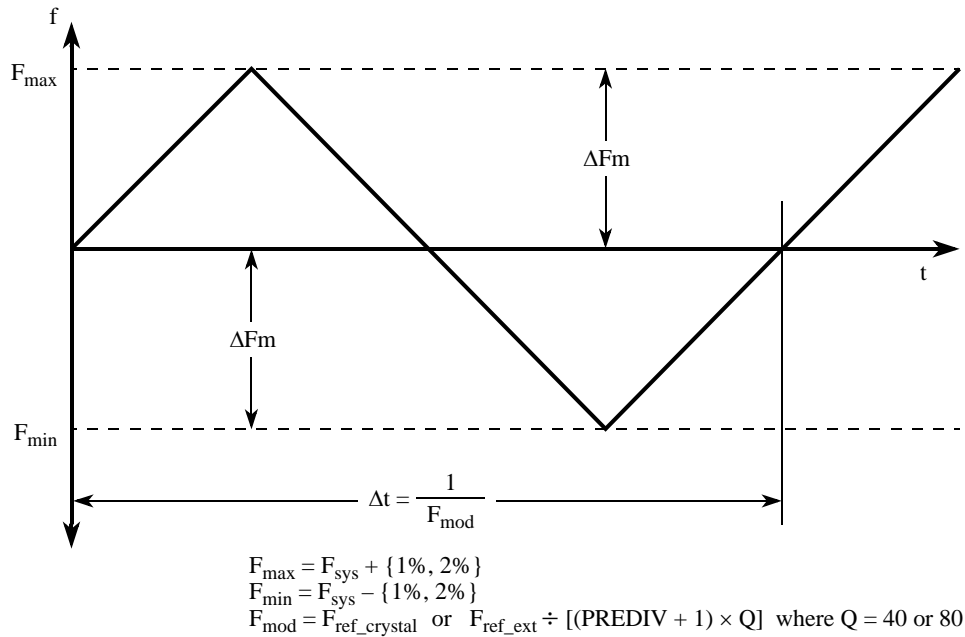 f
F_max
ΔFm
t
ΔFm
F_min
Δt = 1 / F_mod
F_max = F_sys + {1%, 2%}
F_min = F_sys – {1%, 2%}
F_mod = F_ref_crystal or F_ref_ext ÷ [(PREDIV + 1) × Q] where Q = 40 or 80